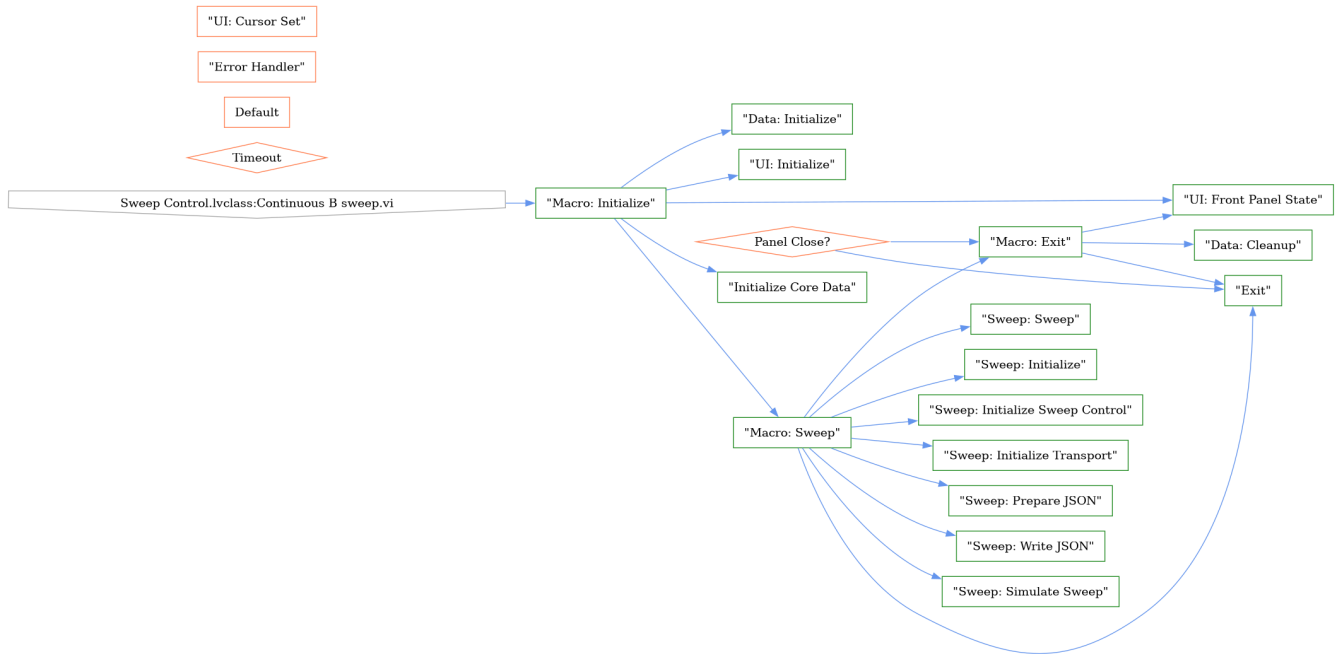 "UI: Cursor Set"
"Error Handler"
Default
Timeout
Sweep Control.lvclass:Continuous B sweep.vi
"Macro: Initialize"
"Data: Initialize"
"UI: Initialize"
Panel Close?
"Initialize Core Data"
"Macro: Sweep"
"Macro: Exit"
"Sweep: Sweep"
"Sweep: Initialize"
"Sweep: Initialize Sweep Control"
"Sweep: Initialize Transport"
"Sweep: Prepare JSON"
"Sweep: Write JSON"
"Sweep: Simulate Sweep"
"UI: Front Panel State"
"Data: Cleanup"
"Exit"